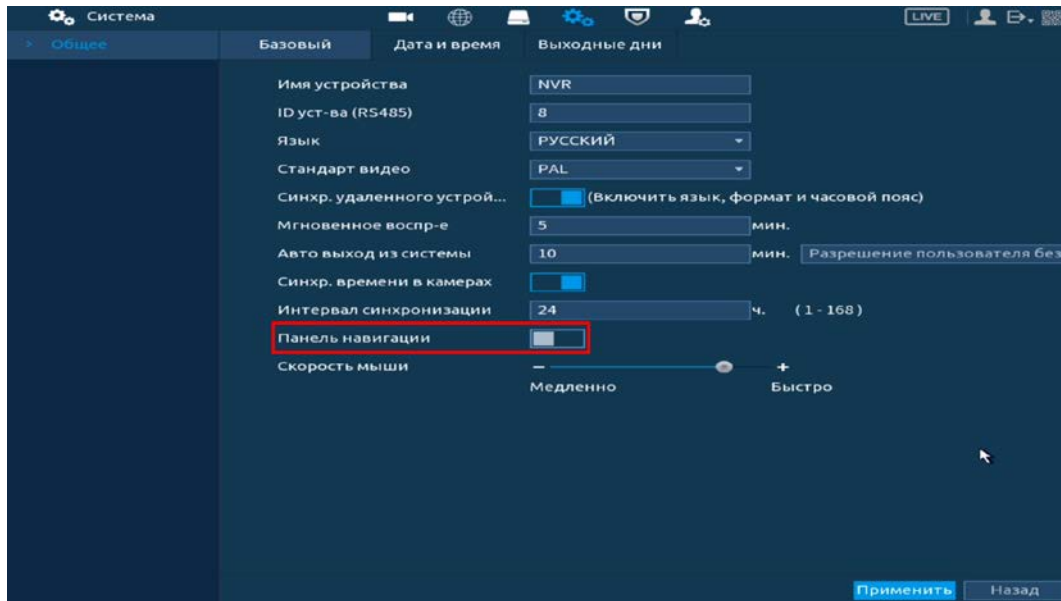 Система LIVE
Общее
Базовый Дата и время Выходные дни
Имя устройства NVR
ID уст-ва (RS485) 8
Язык РУССКИЙ
Стандарт видео PAL
Синхр. удаленного устрой... (Включить язык, формат и часовой пояс)
Мгновенное воспр-е 5 мин.
Авто выход из системы 10 мин. Разрешение пользователя без
Синхр. времени в камерах
Интервал синхронизации 24 ч. (1 - 168)
Панель навигации
Скорость мыши
Медленно Быстро
Применить Назад